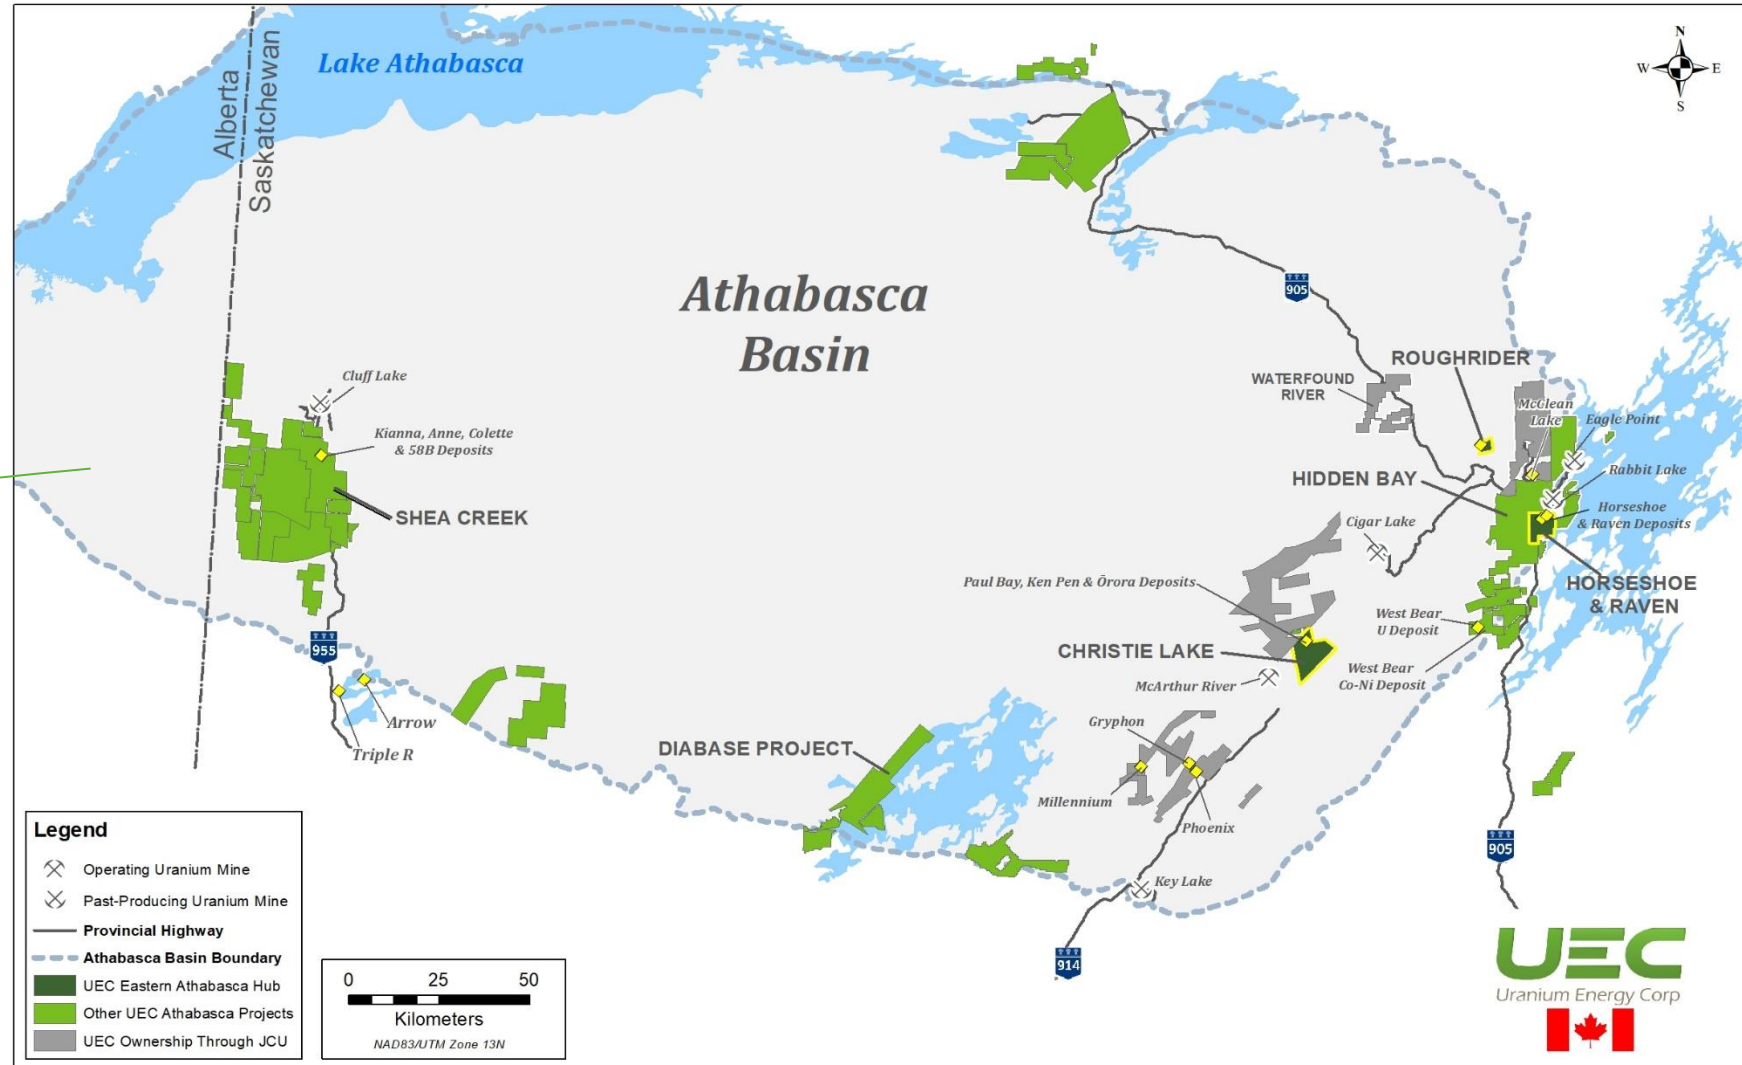 Lake Athabasca
Alberta
Saskatchewan
N
W
E
S
Athabasca
Basin
905
ROUGHRIDER
WATERFOUND
RIVER
McClean
Lake
Eagle Point
Cluff Lake
Kianna, Anne, Colette
& 58B Deposits
Rabbit Lake
HIDDEN BAY
Horseshoe
& Raven Deposits
SHEA CREEK
Cigar Lake
Paul Bay, Ken Pen & Ōrora Deposits
HORSESHOE
& RAVEN
West Bear
U Deposit
955
CHRISTIE LAKE
West Bear
Co-Ni Deposit
McArthur River
Arrow
Gryphon
Triple R
DIABASE PROJECT
Millennium
Phoenix
905
Key Lake
914
Legend
Operating Uranium Mine
Past-Producing Uranium Mine
Provincial Highway
Athabasca Basin Boundary
UEC Eastern Athabasca Hub
Other UEC Athabasca Projects
UEC Ownership Through JCU
0 25 50
Kilometers
NAD83/UTM Zone 13N
UEC
Uranium Energy Corp